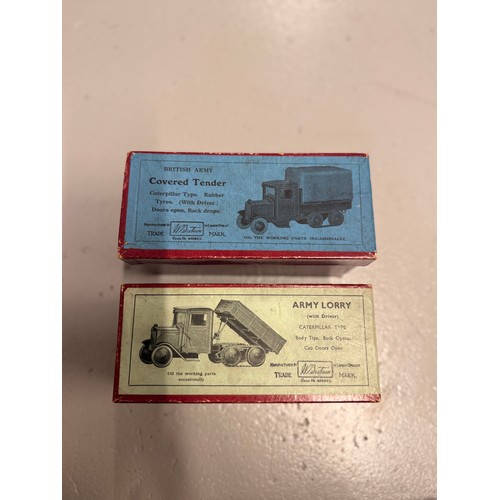 BRITISH ARMY
Covered Tender
Caterpillar Type. Rubber
Tyres. (With Driver)
Doors open, Back drops.
OIL THE WORKING PARTS OCCASIONALLY.
TRADE
W. Britain
MARK.
ARMY LORRY
(with Driver)
CATERPILLAR TYPE
Body Tips, Back Opens,
Cab Doors Open
Oil the working parts
occasionally
TRADE
W. Britain
MARK.